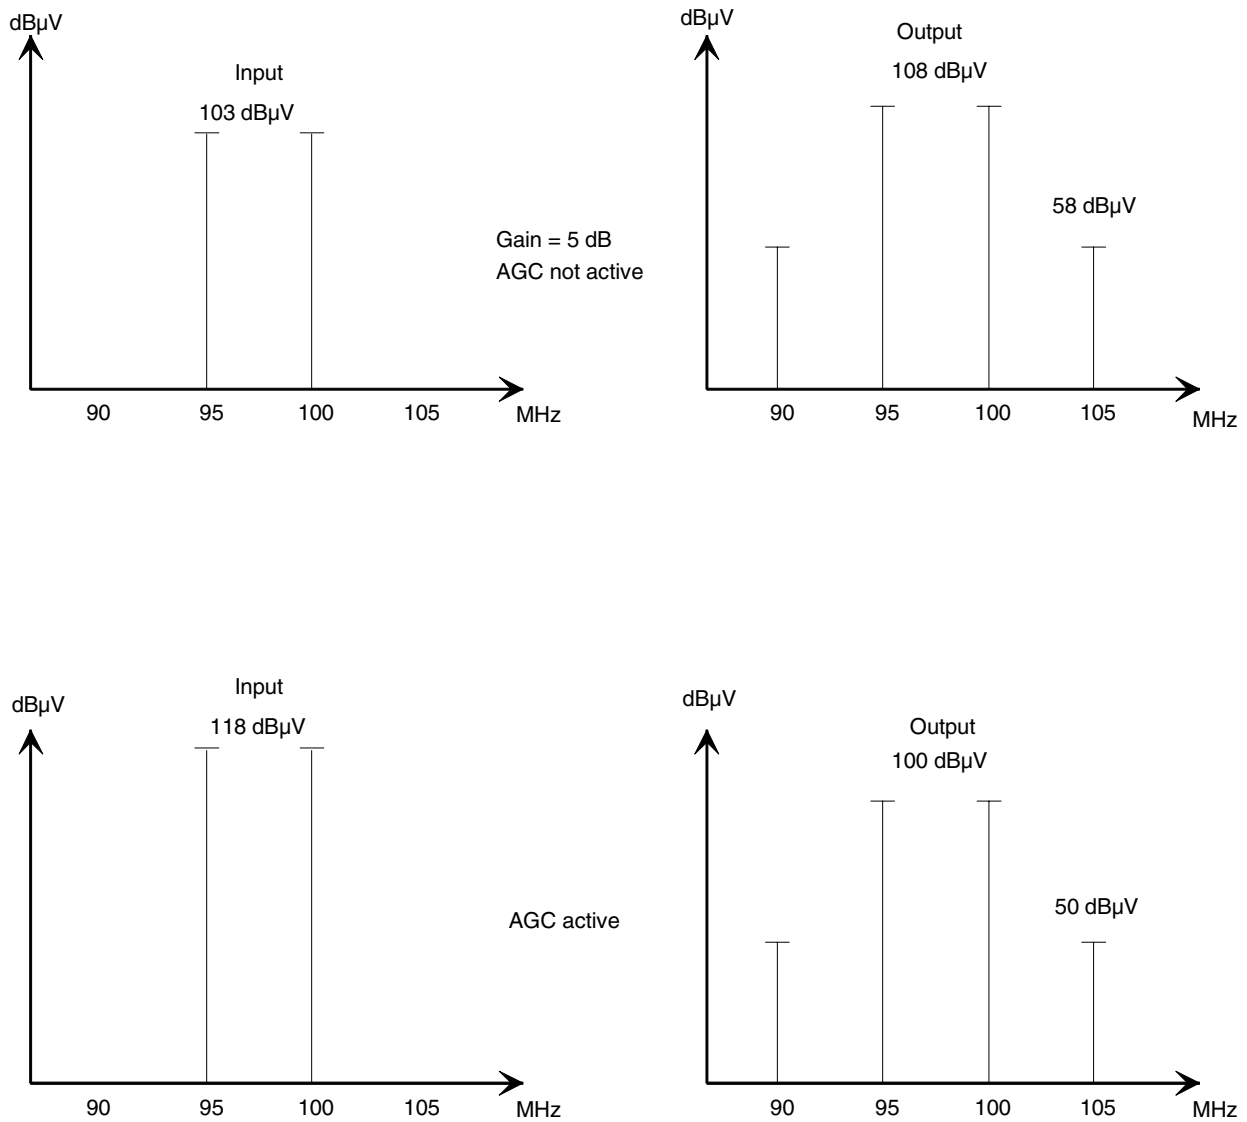 dBµV
Input
103 dBµV
90 95 100 105 MHz
Gain = 5 dB
AGC not active
dBµV
Output
108 dBµV
58 dBµV
90 95 100 105 MHz
dBµV
Input
118 dBµV
90 95 100 105 MHz
AGC active
dBµV
Output
100 dBµV
50 dBµV
90 95 100 105 MHz